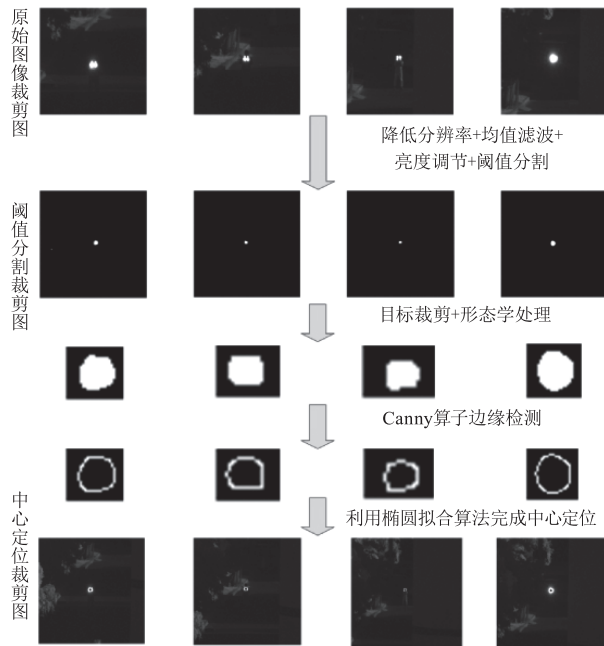 原始图像裁剪图
降低分辨率+均值滤波+
亮度调节+阈值分割
阈值分割裁剪图
目标裁剪+形态学处理
Canny算子边缘检测
中心定位裁剪图
利用椭圆拟合算法完成中心定位